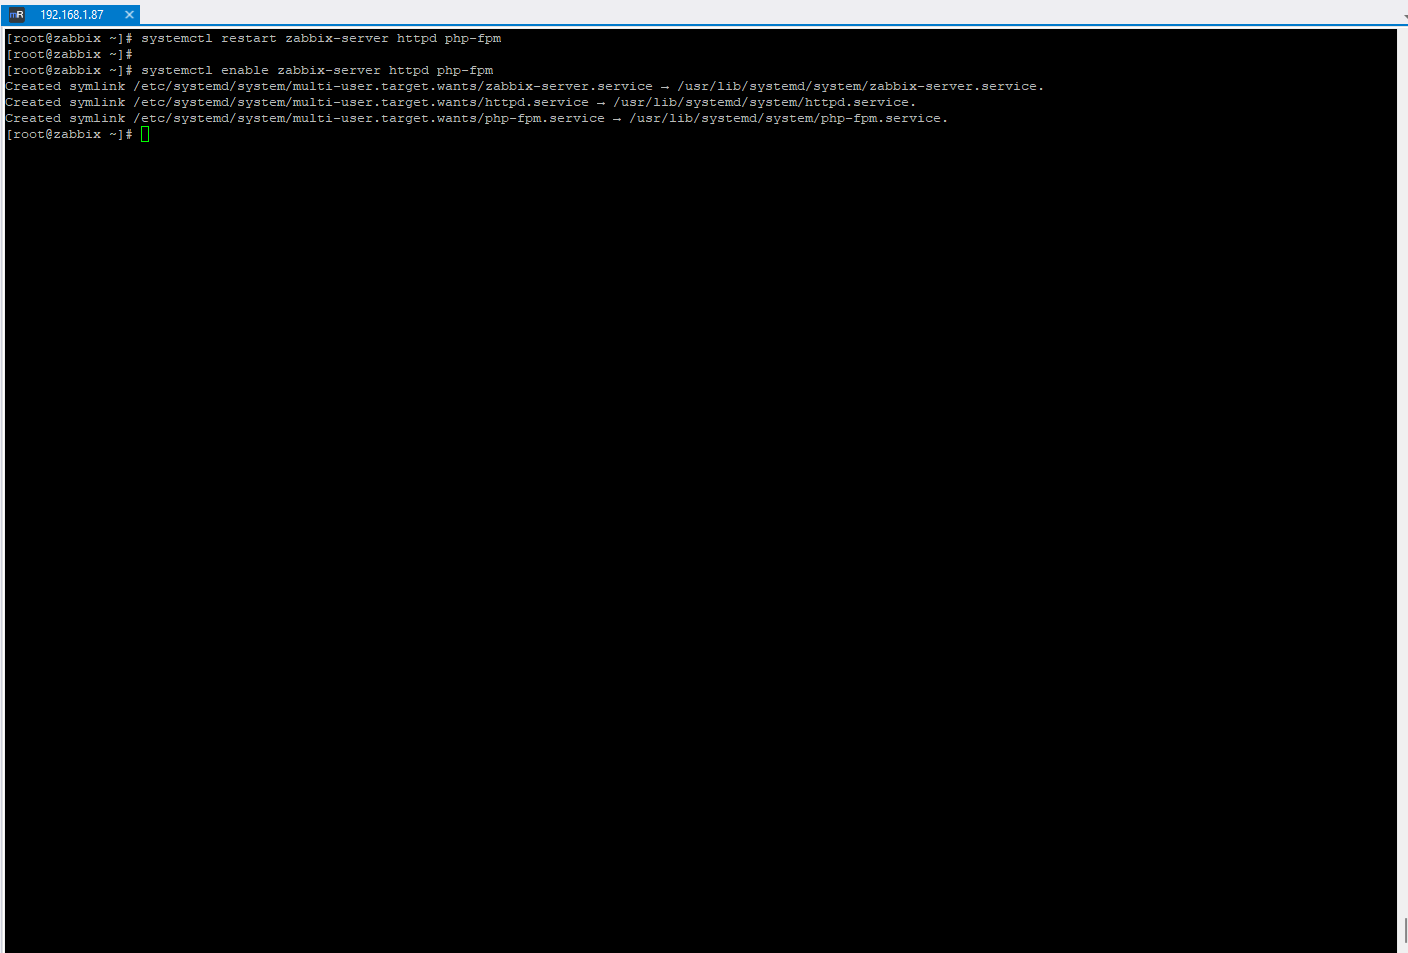 mR 192.168.1.87 ×
[root@zabbix ~]# systemctl restart zabbix-server httpd php-fpm
[root@zabbix ~]#
[root@zabbix ~]# systemctl enable zabbix-server httpd php-fpm
Created symlink /etc/systemd/system/multi-user.target.wants/zabbix-server.service → /usr/lib/systemd/system/zabbix-server.service.
Created symlink /etc/systemd/system/multi-user.target.wants/httpd.service → /usr/lib/systemd/system/httpd.service.
Created symlink /etc/systemd/system/multi-user.target.wants/php-fpm.service → /usr/lib/systemd/system/php-fpm.service.
[root@zabbix ~]#